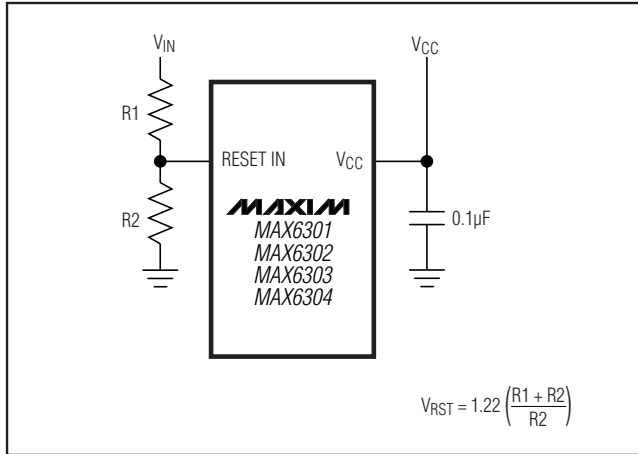 V_IN
V_CC
R1
RESET IN
V_CC
R2
MAXIM
MAX6301
MAX6302
MAX6303
MAX6304
0.1µF
V_RST = 1.22 (R1 + R2 / R2)